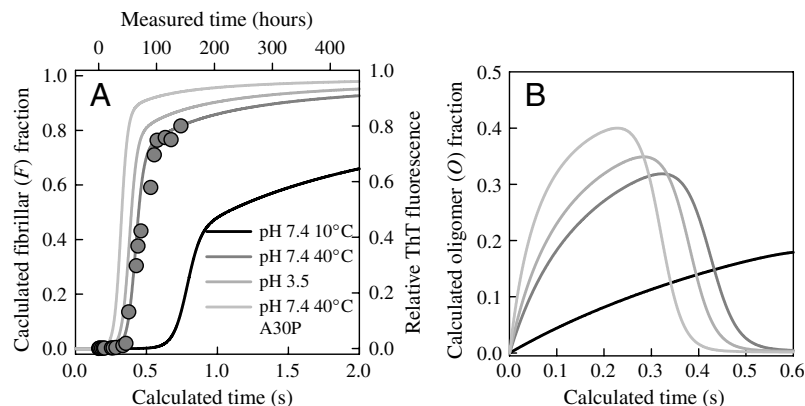 Measured time (hours)
0 100 200 300 400
A
1.0
0.8
0.6
0.4
0.2
0.0
Caclulated fibrillar (F) fraction
1.0
0.8
0.6
0.4
0.2
0.0
Relative ThT fluorescence
pH 7.4 10°C
pH 7.4 40°C
pH 3.5
pH 7.4 40°C
A30P
0.0 0.5 1.0 1.5 2.0
Calculated time (s)
B
0.5
0.4
0.3
0.2
0.1
0.0
Calculated oligomer (O) fraction
0.0 0.1 0.2 0.3 0.4 0.5 0.6
Calculated time (s)